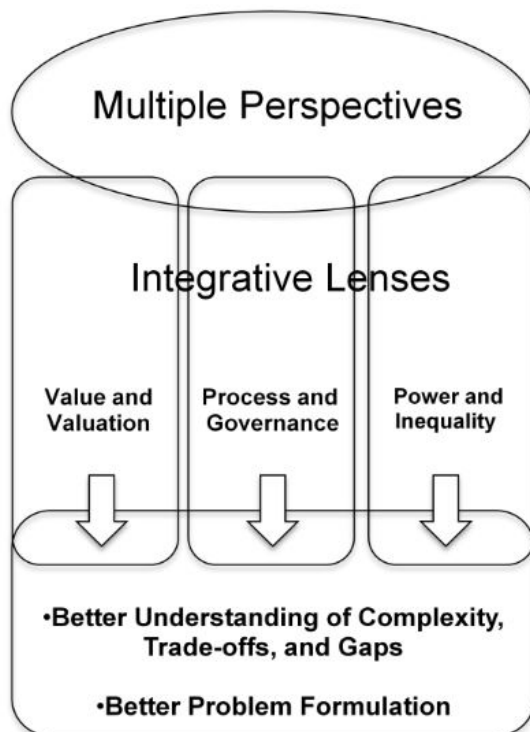 Multiple Perspectives
Integrative Lenses
Value and
Valuation
Process and
Governance
Power and
Inequality
•Better Understanding of Complexity,
Trade-offs, and Gaps
•Better Problem Formulation